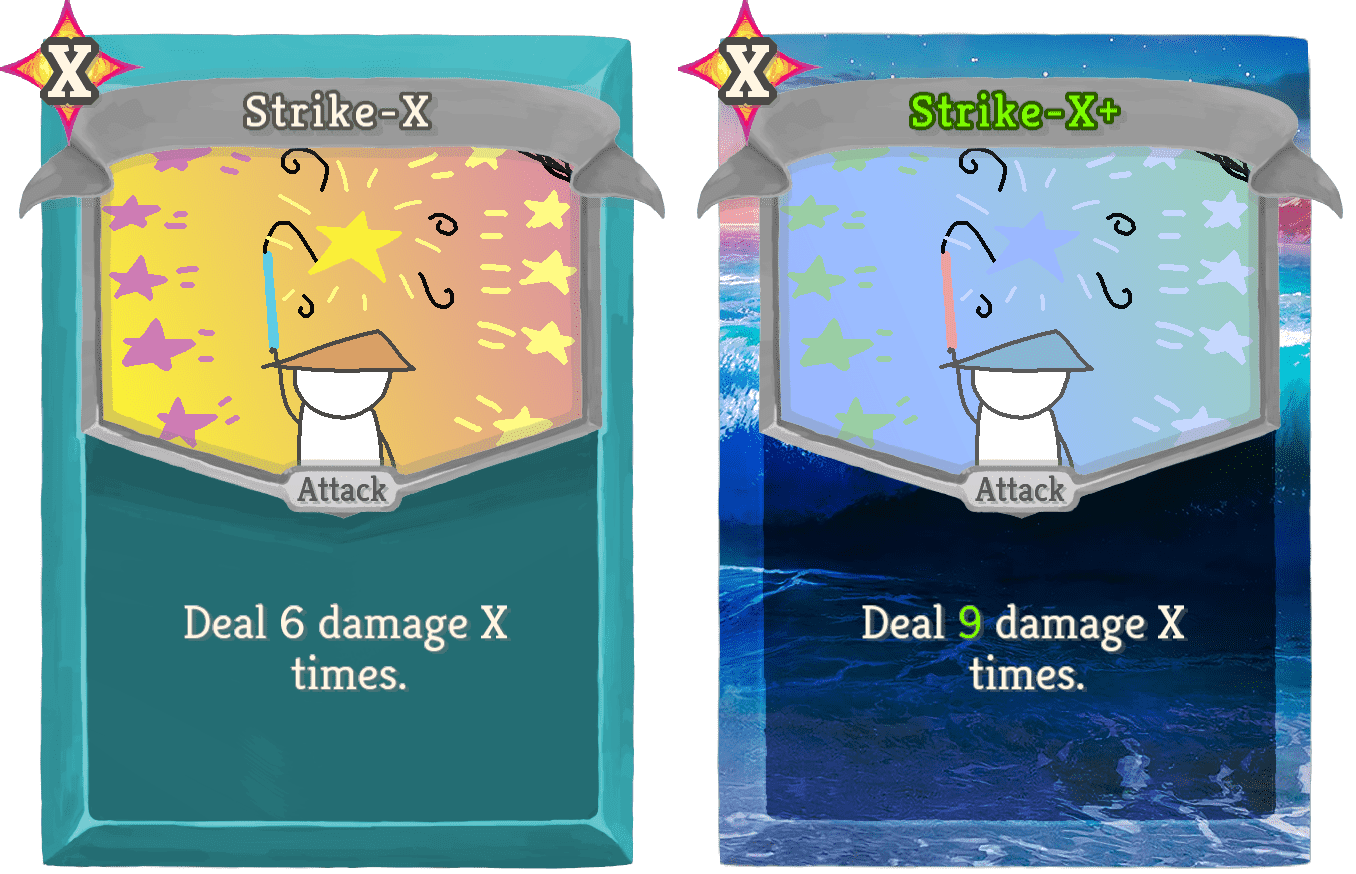 X
Strike-X
Attack
Deal 6 damage X
times.
X
Strike-X+
Attack
Deal 9 damage X
times.